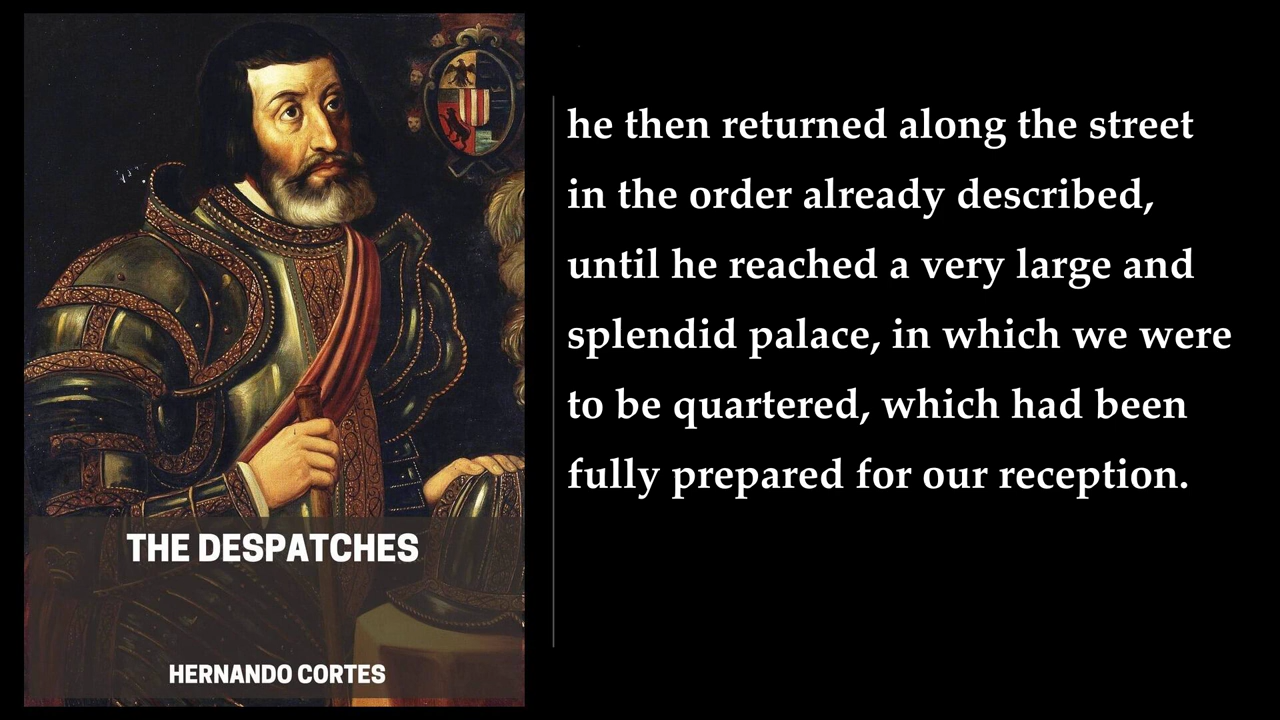 THE DESPATCHES
HERNANDO CORTES
he then returned along the street
in the order already described,
until he reached a very large and
splendid palace, in which we were
to be quartered, which had been
fully prepared for our reception.